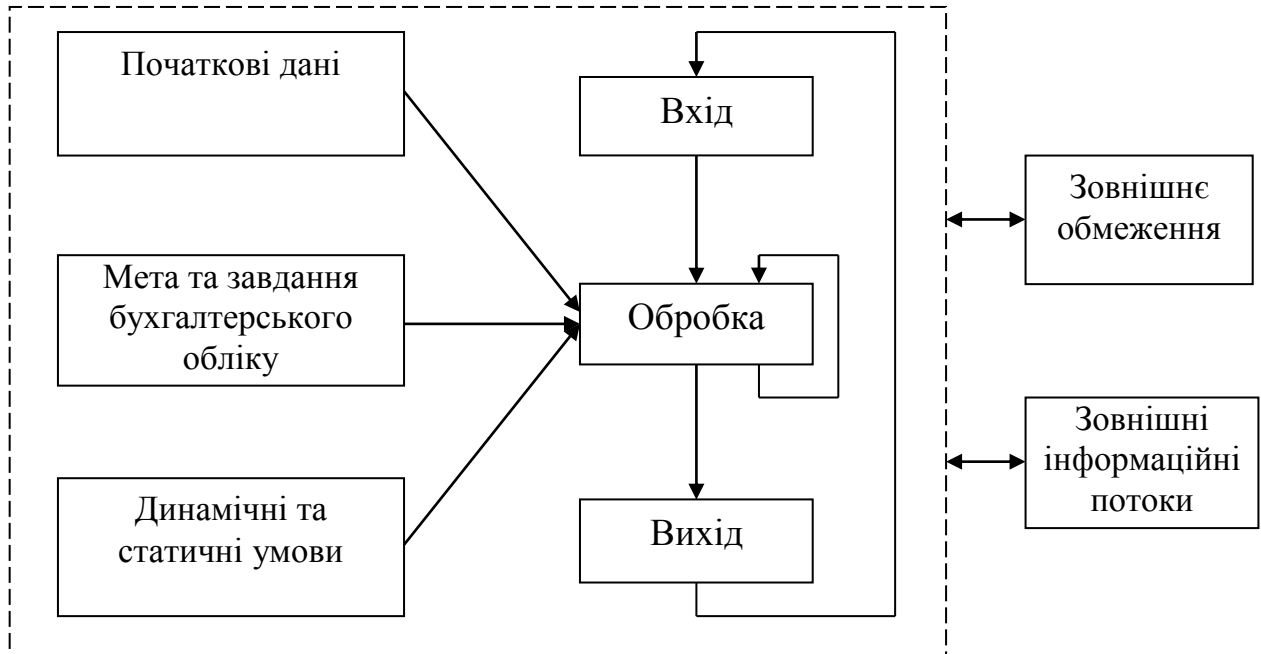 Початкові дані
Вхід
Зовнішнє
обмеження
Мета та завдання
бухгалтерського
обліку
Обробка
Зовнішні
інформаційні
потоки
Динамічні та
статичні умови
Вихід